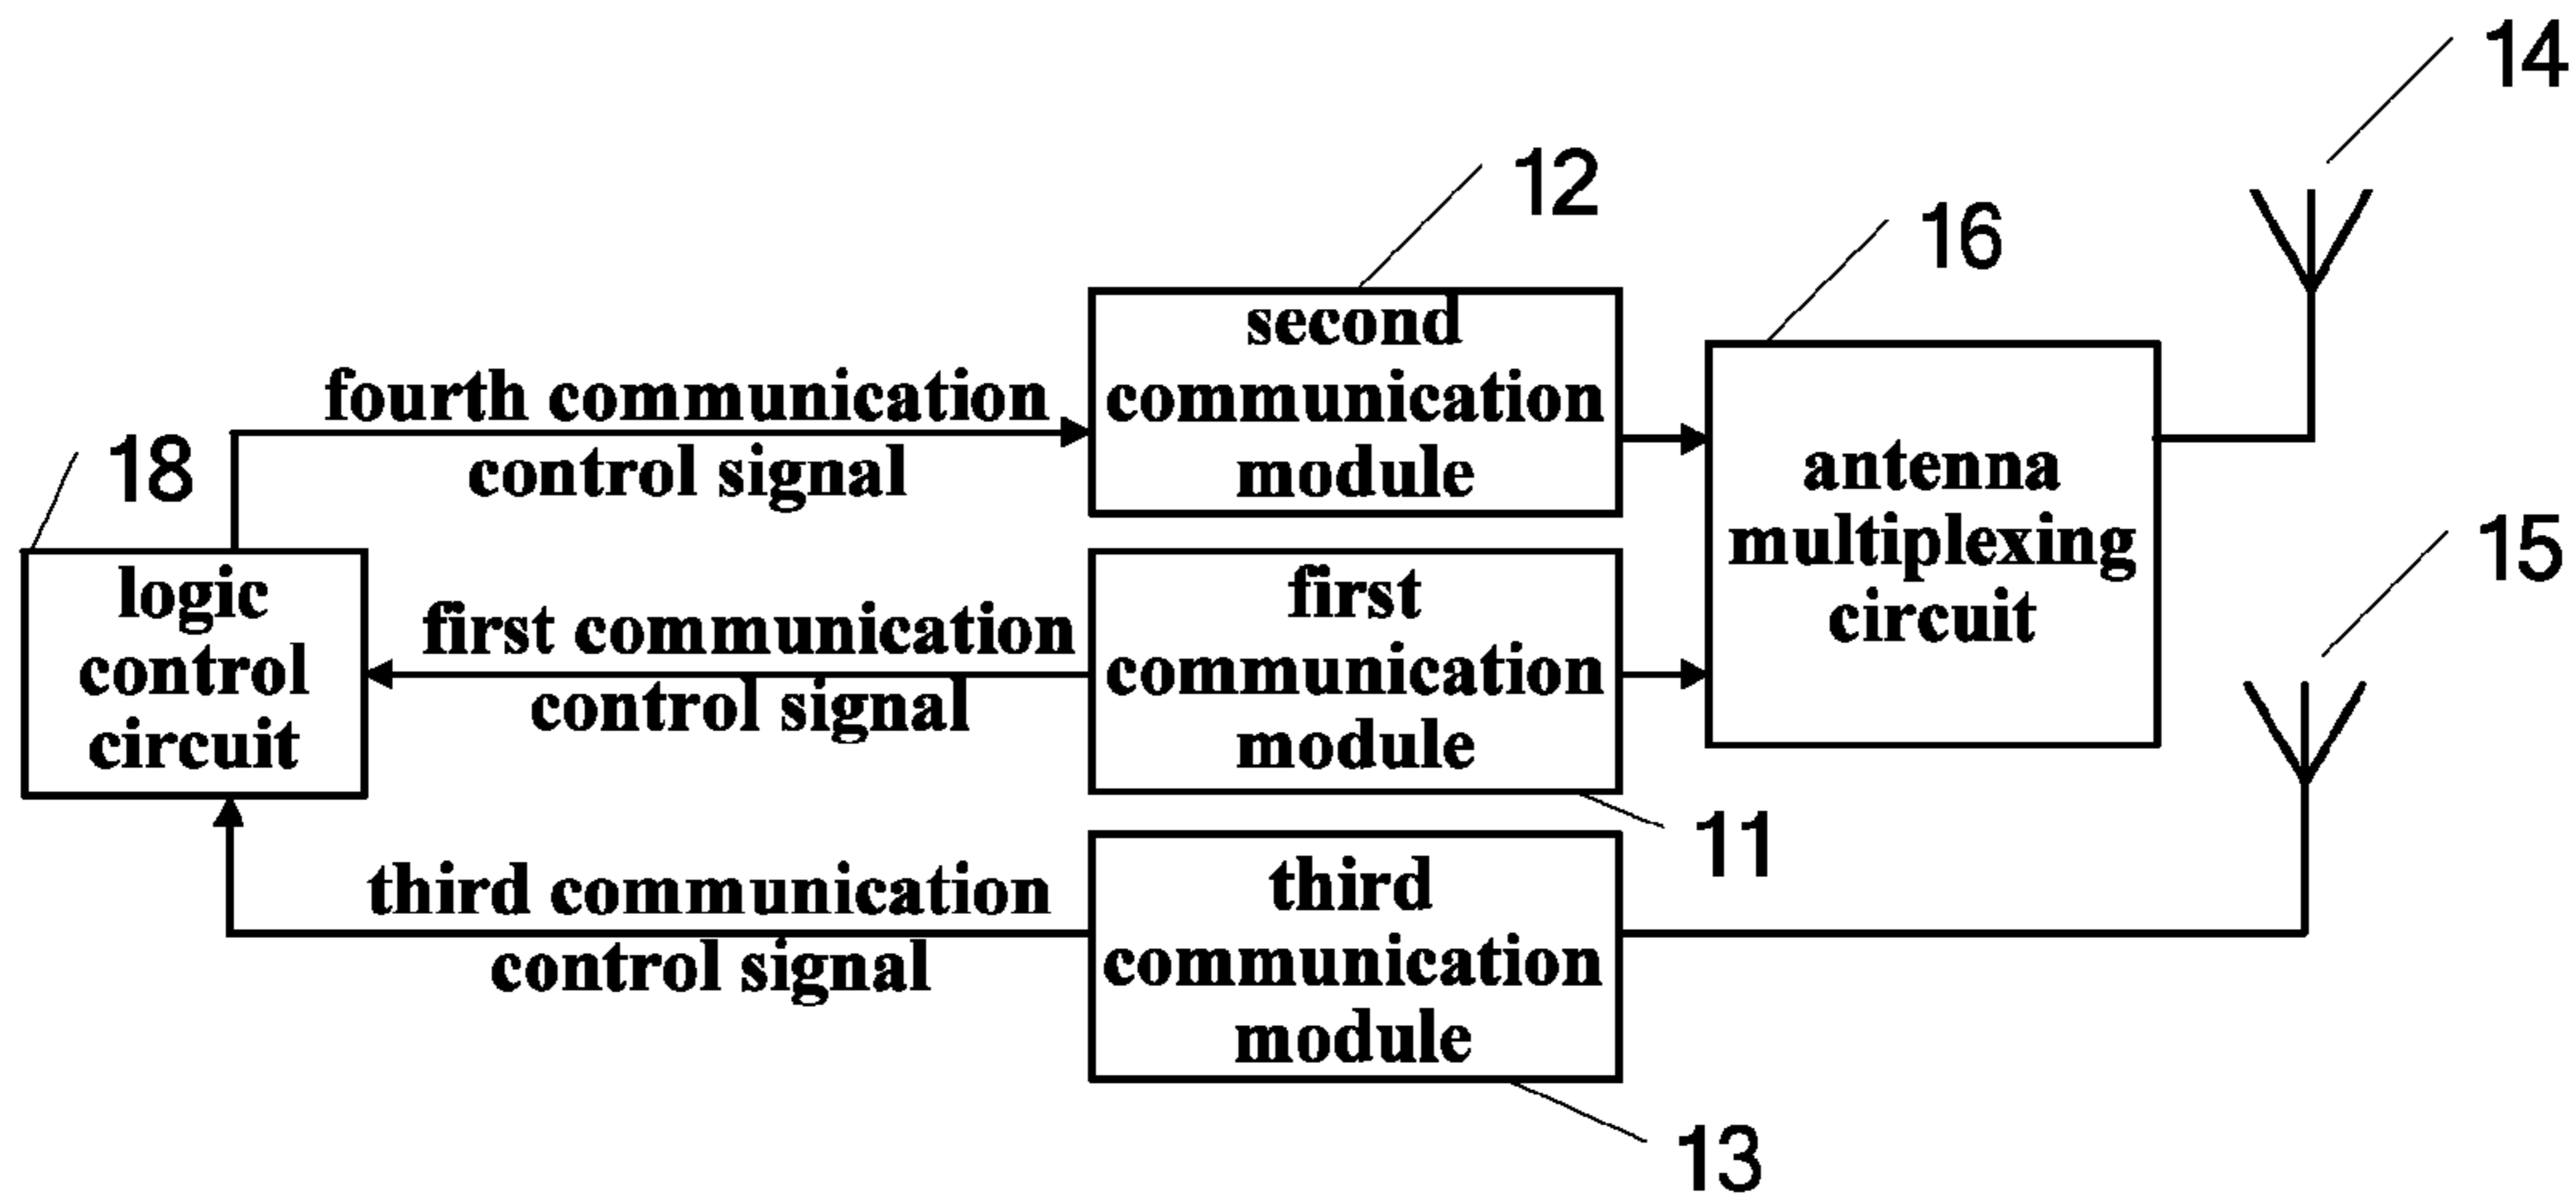 14
12
16
second
communication
module
fourth communication
control signal
18
antenna
multiplexing
circuit
15
logic
control
circuit
first communication
control signal
first
communication
module
11
third communication
control signal
third
communication
module
13